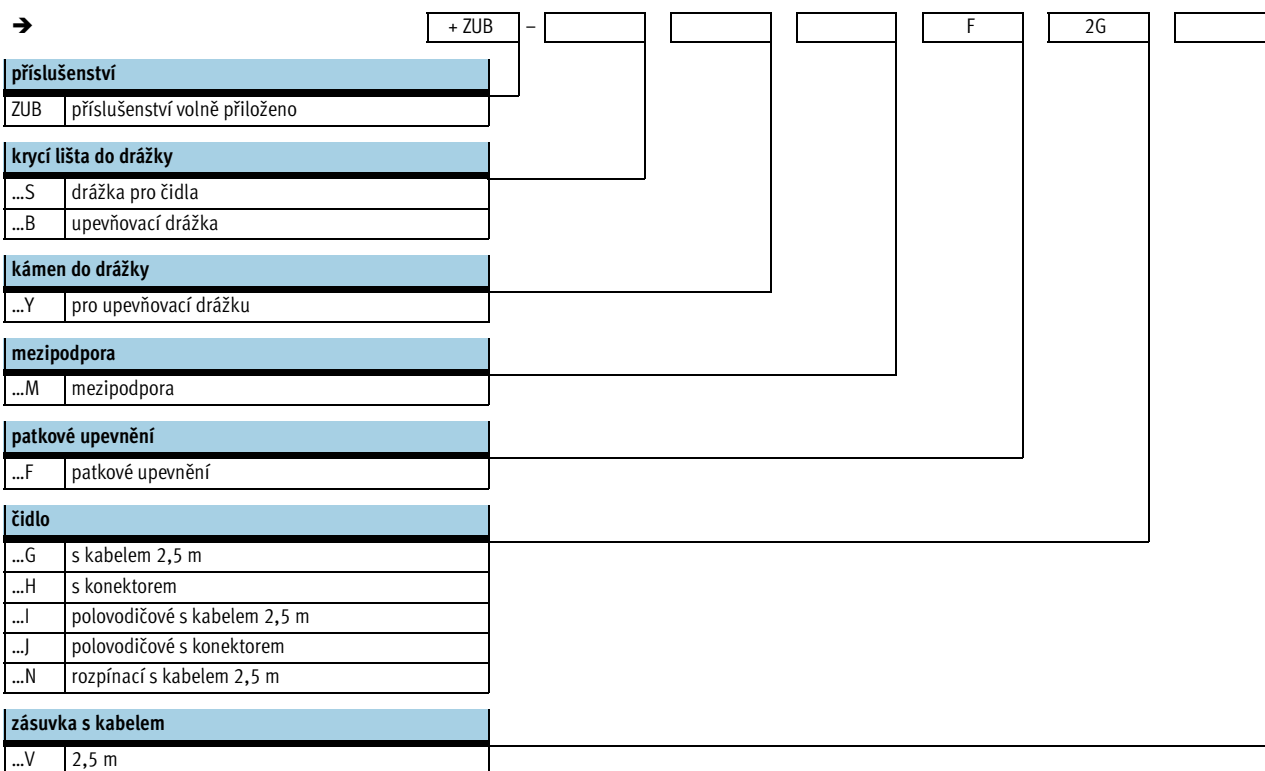 ➔ + ZUB – F 2G
příslušenství
ZUB příslušenství volně přiloženo
krycí lišta do drážky
...S drážka pro čidla
...B upevňovací drážka
kámen do drážky
...Y pro upevňovací drážku
mezipodpora
...M mezipodpora
patkové upevnění
...F patkové upevnění
čidlo
...G s kabelem 2,5 m
...H s konektorem
...I polovodičové s kabelem 2,5 m
...J polovodičové s konektorem
...N rozpínací s kabelem 2,5 m
zásuvka s kabelem
...V 2,5 m